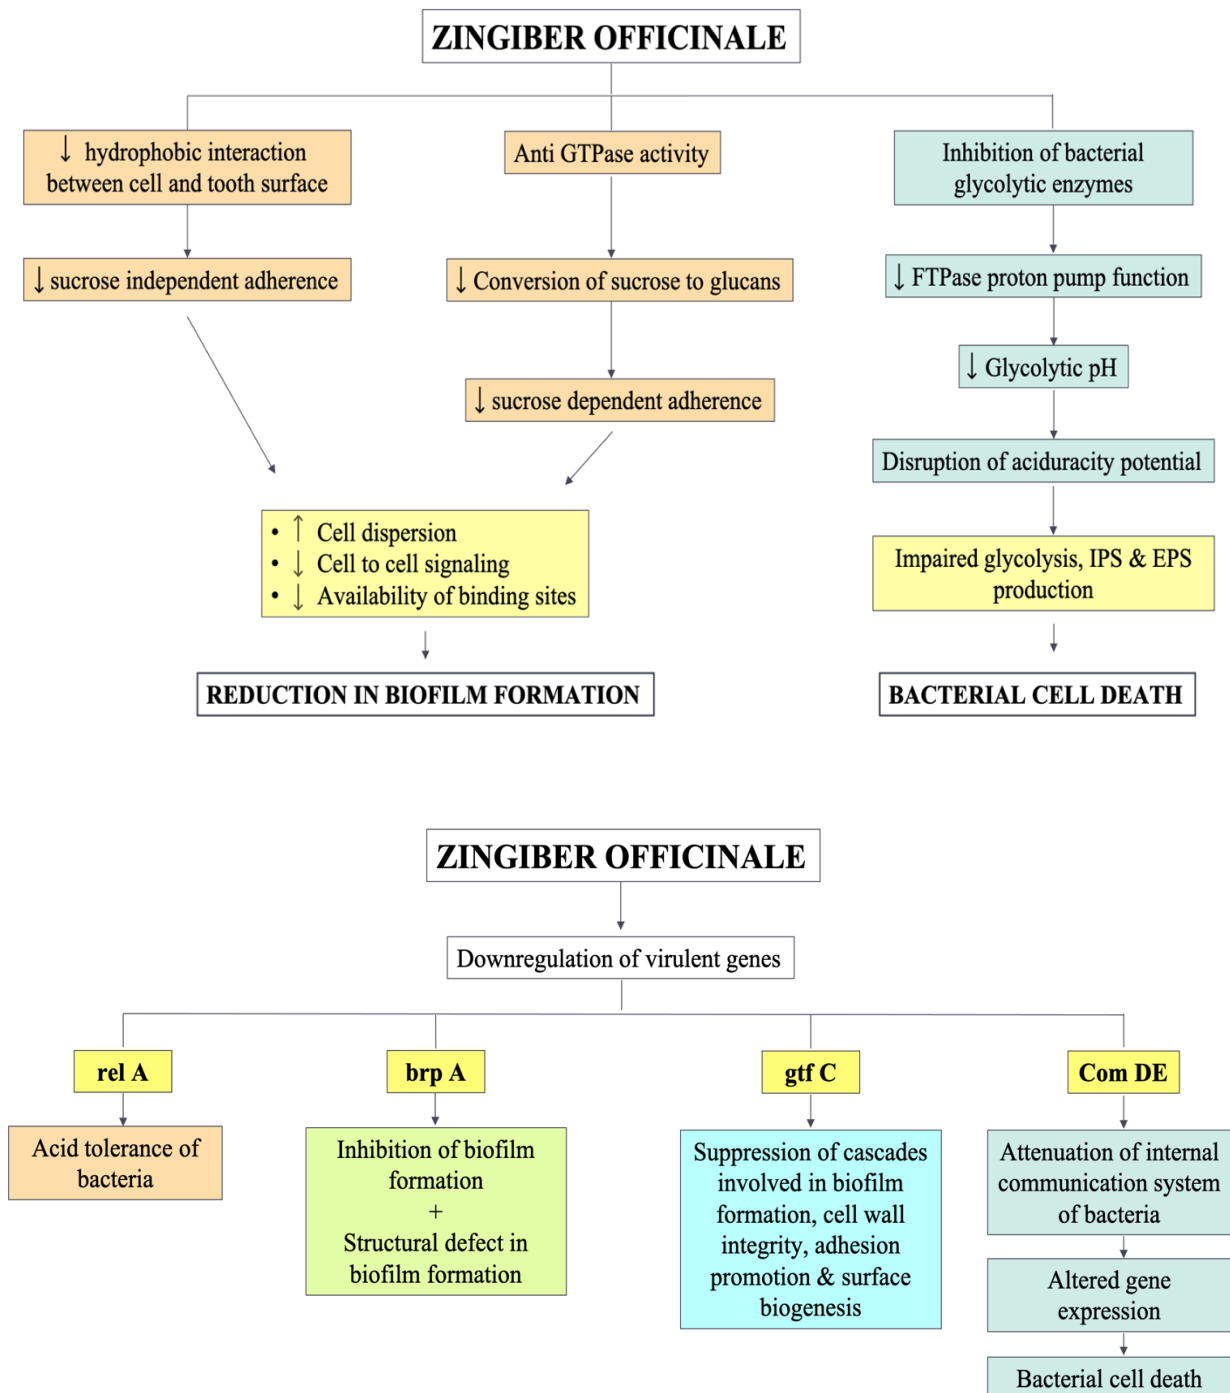 ZINGIBER OFFICINALE
↓ hydrophobic interaction
between cell and tooth surface
Anti GTPase activity
Inhibition of bacterial
glycolytic enzymes
↓ sucrose independent adherence
↓ Conversion of sucrose to glucans
↓ FTPase proton pump function
↓ Glycolytic pH
↓ sucrose dependent adherence
Disruption of aciduracity potential
• ↑ Cell dispersion
• ↓ Cell to cell signaling
• ↓ Availability of binding sites
Impaired glycolysis, IPS & EPS
production
REDUCTION IN BIOFILM FORMATION
BACTERIAL CELL DEATH
ZINGIBER OFFICINALE
Downregulation of virulent genes
rel A
brp A
gtf C
Com DE
Acid tolerance of
bacteria
Inhibition of biofilm
formation
+
Structural defect in
biofilm formation
Suppression of cascades
involved in biofilm
formation, cell wall
integrity, adhesion
promotion & surface
biogenesis
Attenuation of internal
communication system
of bacteria
Altered gene
expression
Bacterial cell death